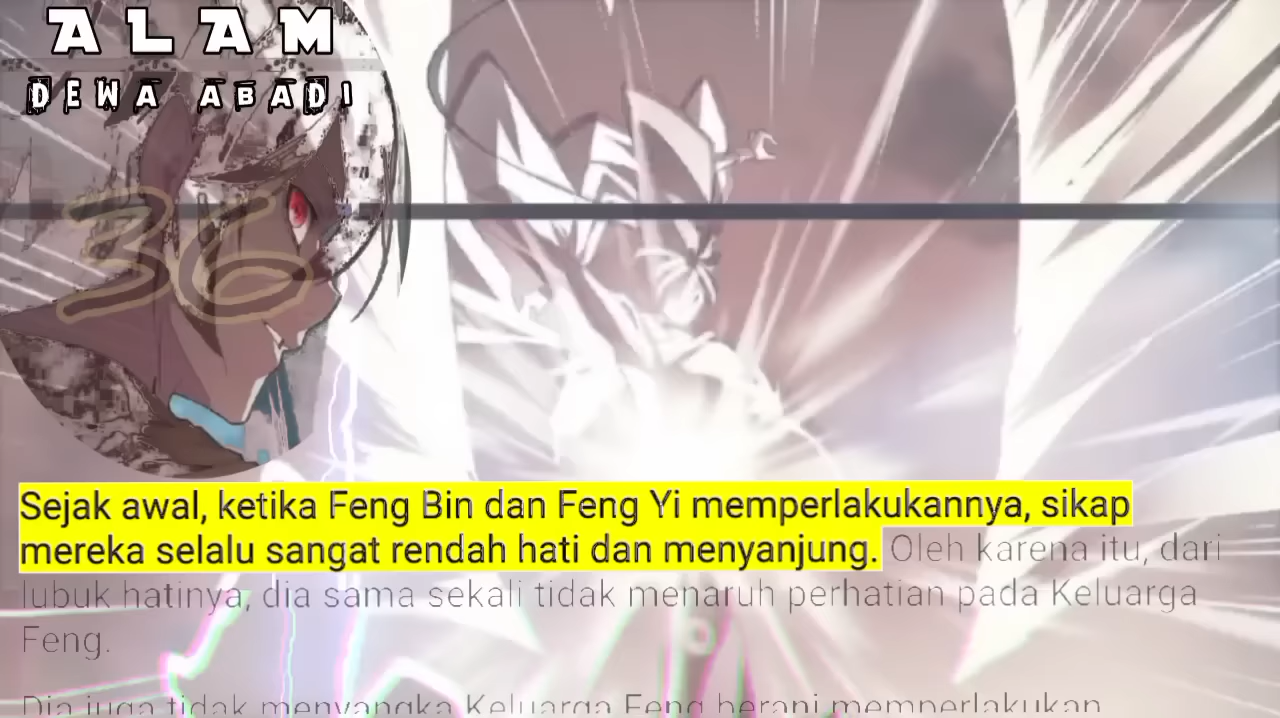 ALAM
DEWA ABADI
36
Sejak awal, ketika Feng Bin dan Feng Yi memperlakukannya, sikap
mereka selalu sangat rendah hati dan menyanjung. Oleh karena itu, dari
lubuk hatinya, dia sama sekali tidak menaruh perhatian pada Keluarga
Feng.
Dia juga tidak menyangka Keluarga Feng berani memperlakukan